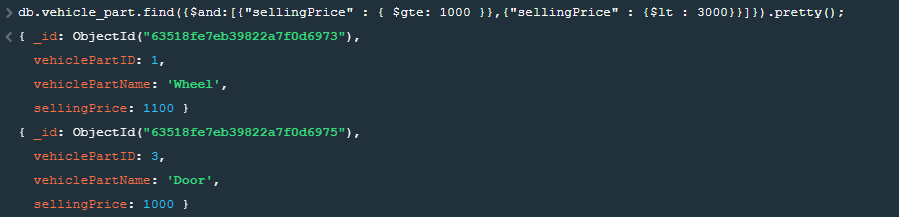 > db.vehicle_part.find({$and:[{"sellingPrice" : { $gte: 1000 }},{"sellingPrice" : {$lt : 3000}}]}).pretty();
< { _id: ObjectId("63518fe7eb39822a7f0d6973"),
vehiclePartID: 1,
vehiclePartName: 'Wheel',
sellingPrice: 1100 }
{ _id: ObjectId("63518fe7eb39822a7f0d6975"),
vehiclePartID: 3,
vehiclePartName: 'Door',
sellingPrice: 1000 }